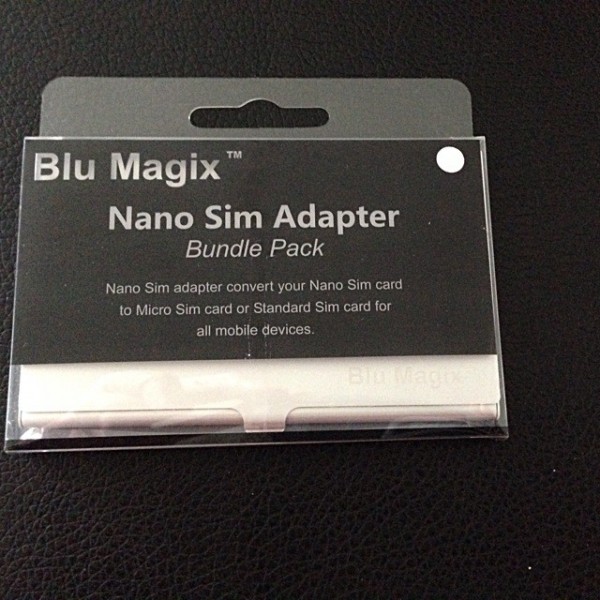 Blu Magix™
Nano Sim Adapter
Bundle Pack
Nano Sim adapter convert your Nano Sim card
to Micro Sim card or Standard Sim card for
all mobile devices.
Blu Magix